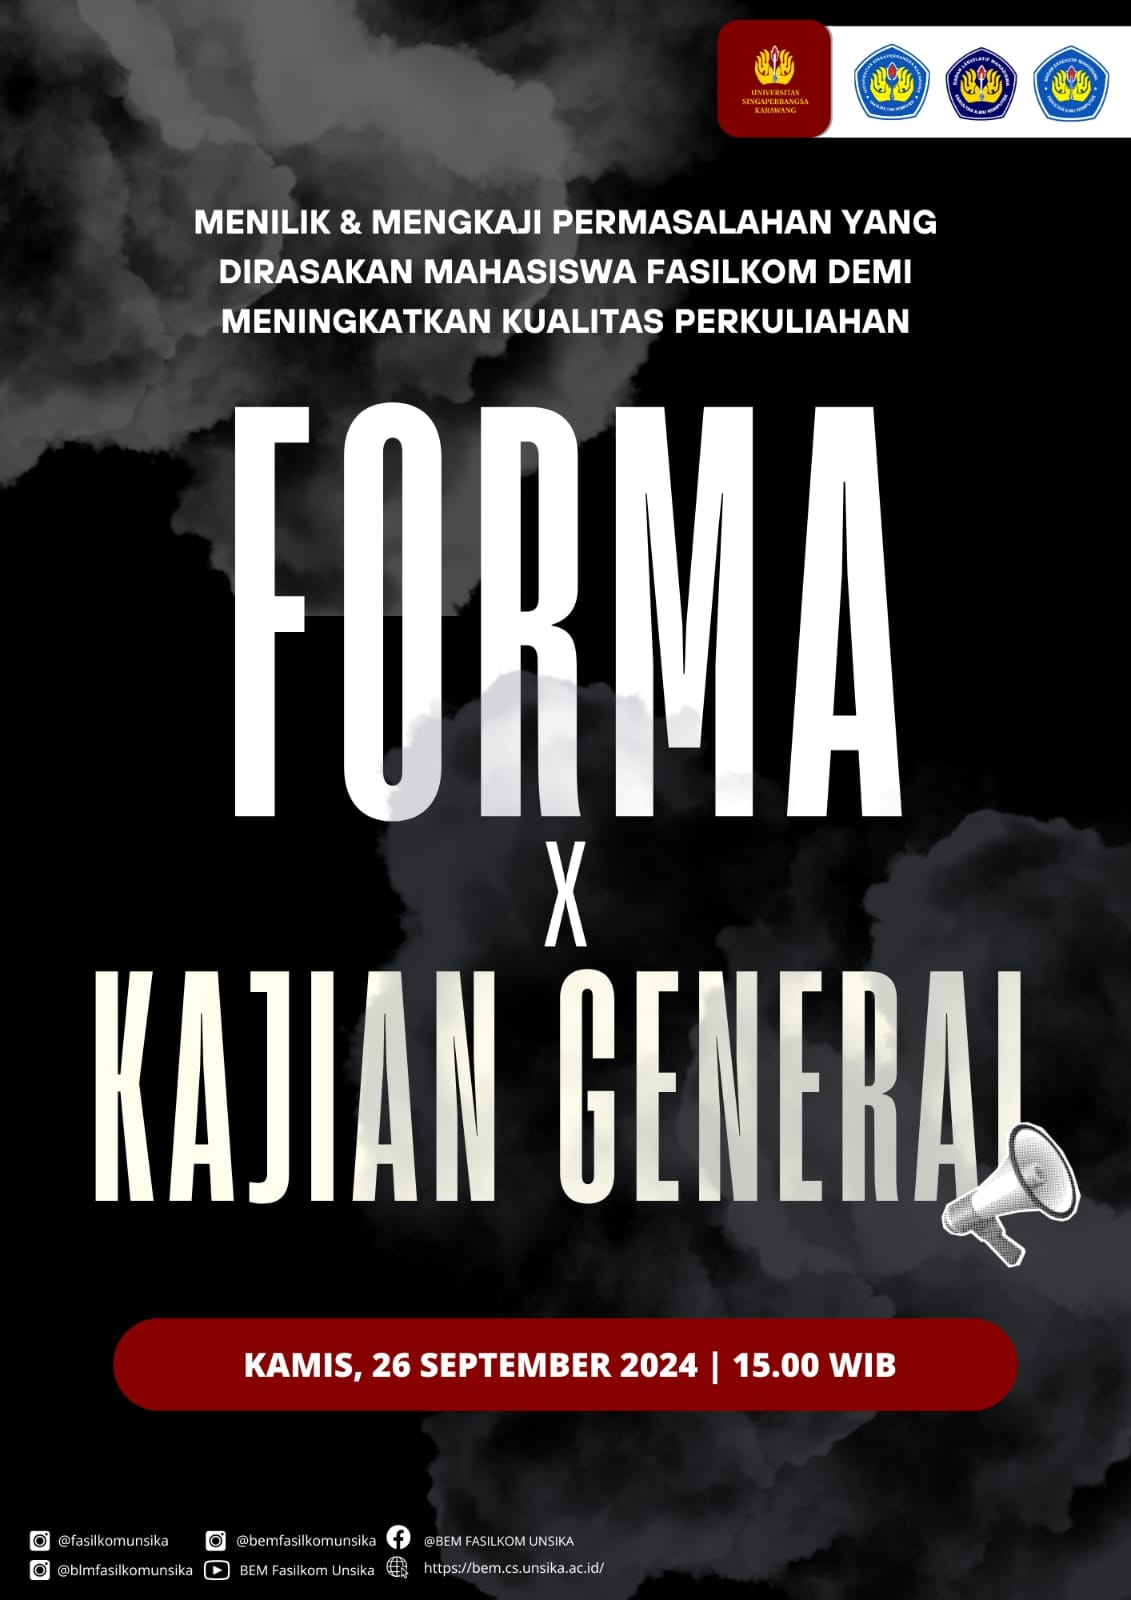 UNIVERSITAS
SINGAPERBANGSA
KARAWANG
MENILIK & MENGKAJI PERMASALAHAN YANG
DIRASAKAN MAHASISWA FASILKOM DEMI
MENINGKATKAN KUALITAS PERKULIAHAN
FORMA
X
KAJIAN GENERAL
KAMIS, 26 SEPTEMBER 2024 | 15.00 WIB
@fasilkomunsika @bemfasilkomunsika @BEM FASILKOM UNSIKA
@blmfasilkomunsika BEM Fasilkom Unsika https://bem.cs.unsika.ac.id/